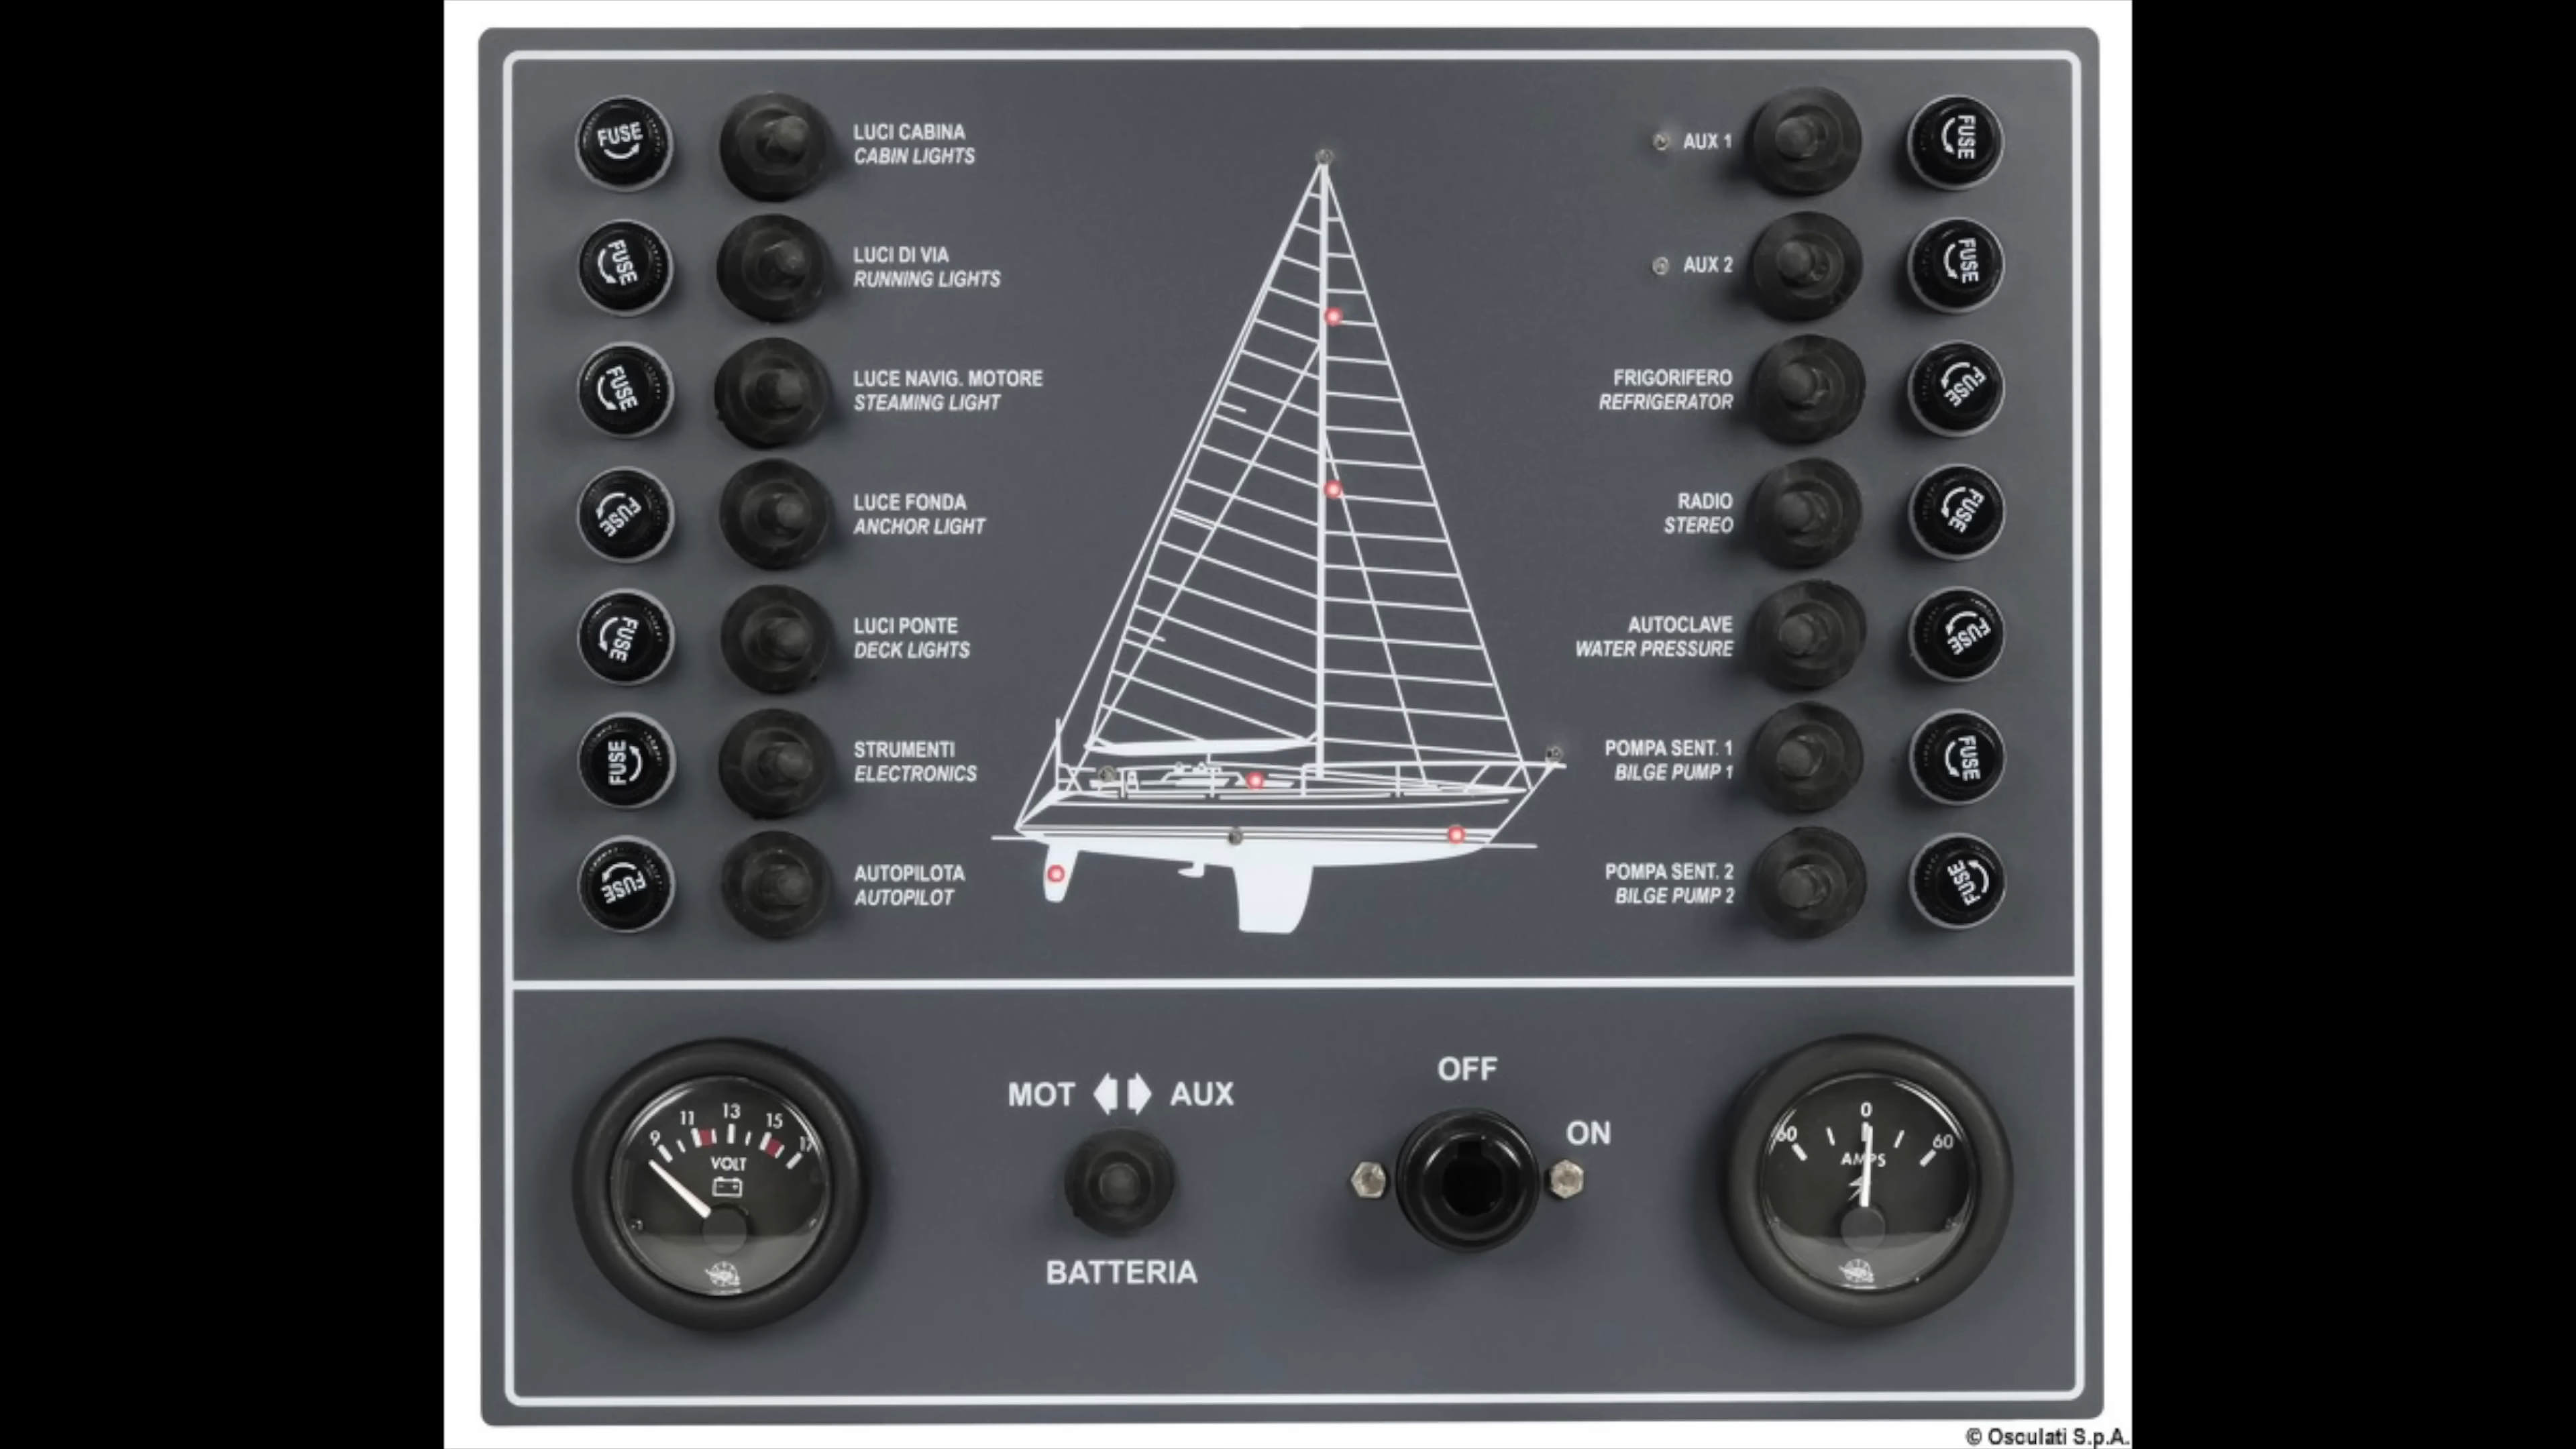 FUSE
LUCI CABINA
CABIN LIGHTS
AUX 1
FUSE
FUSE
LUCI DI VIA
RUNNING LIGHTS
AUX 2
FUSE
FUSE
LUCE NAVIG. MOTORE
STEAMING LIGHT
FRIGORIFERO
REFRIGERATOR
FUSE
FUSE
LUCE FONDA
ANCHOR LIGHT
RADIO
STEREO
FUSE
FUSE
LUCI PONTE
DECK LIGHTS
AUTOCLAVE
WATER PRESSURE
FUSE
FUSE
STRUMENTI
ELECTRONICS
POMPA SENT. 1
BILGE PUMP 1
FUSE
FUSE
AUTOPILOTA
AUTOPILOT
POMPA SENT. 2
BILGE PUMP 2
FUSE
9 11 13 15 17
VOLT
MOT AUX
BATTERIA
OFF
ON
60 0 60
AMPS
© Osculati S.p.A.